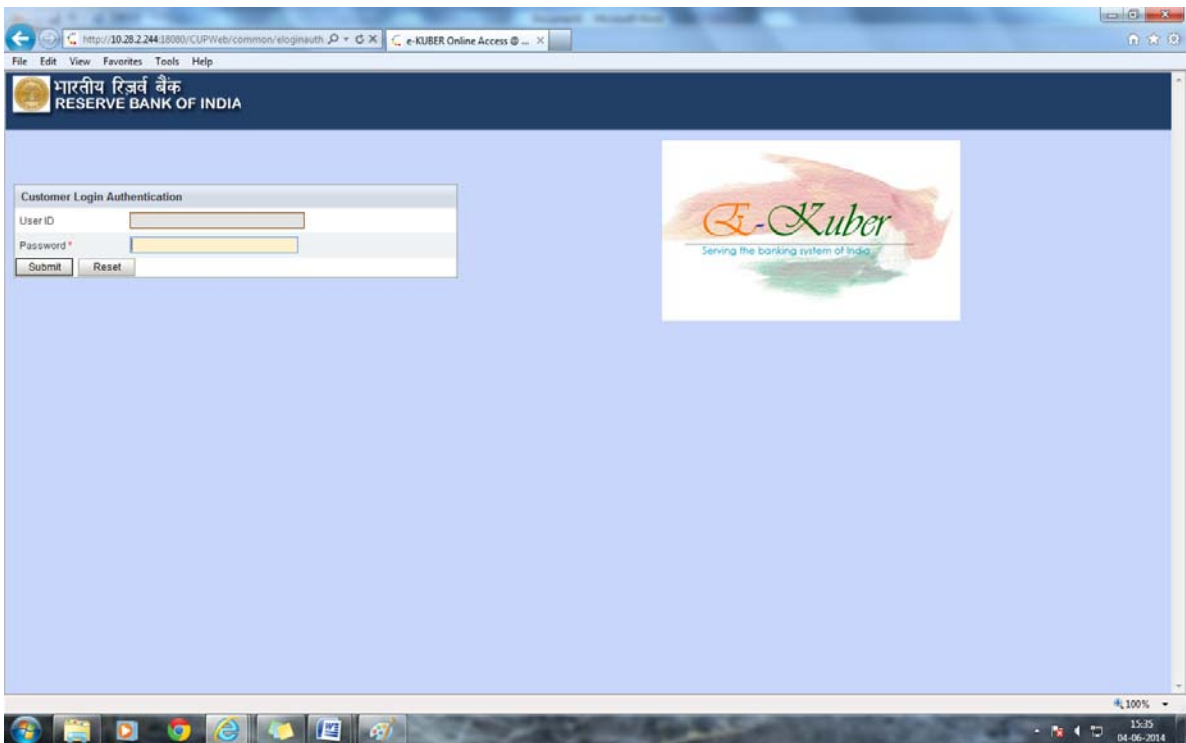 http://10.28.2.244:18080/CUPWeb/common/eloginauth
e-KUBER Online Access @ ...
File Edit View Favorites Tools Help
भारतीय रिज़र्व बैंक
RESERVE BANK OF INDIA
Customer Login Authentication
User ID
Password *
Submit Reset
E-Kuber
Serving the banking system of India
100%
15:35
04-06-2014